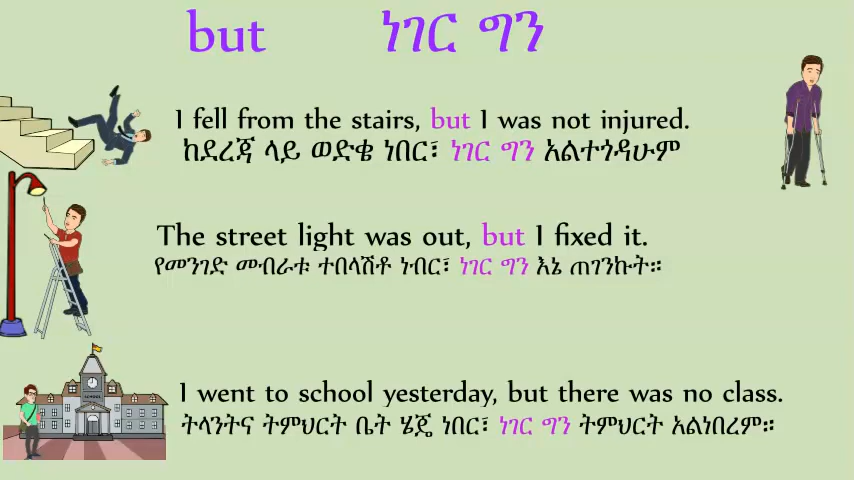 but ነገር ግን
I fell from the stairs, but I was not injured.
ከደረጃ ላይ ወድቄ ነበር፣ ነገር ግን አልተጎዳሁም
The street light was out, but I fixed it.
የመንገድ መብራቱ ተበላሽቶ ነብር፣ ነገር ግን እኔ ጠገንኩት።
SCHOOL
I went to school yesterday, but there was no class.
ትላንትና ትምህርት ቤት ሄጄ ነበር፣ ነገር ግን ትምህርት አልነበረም።